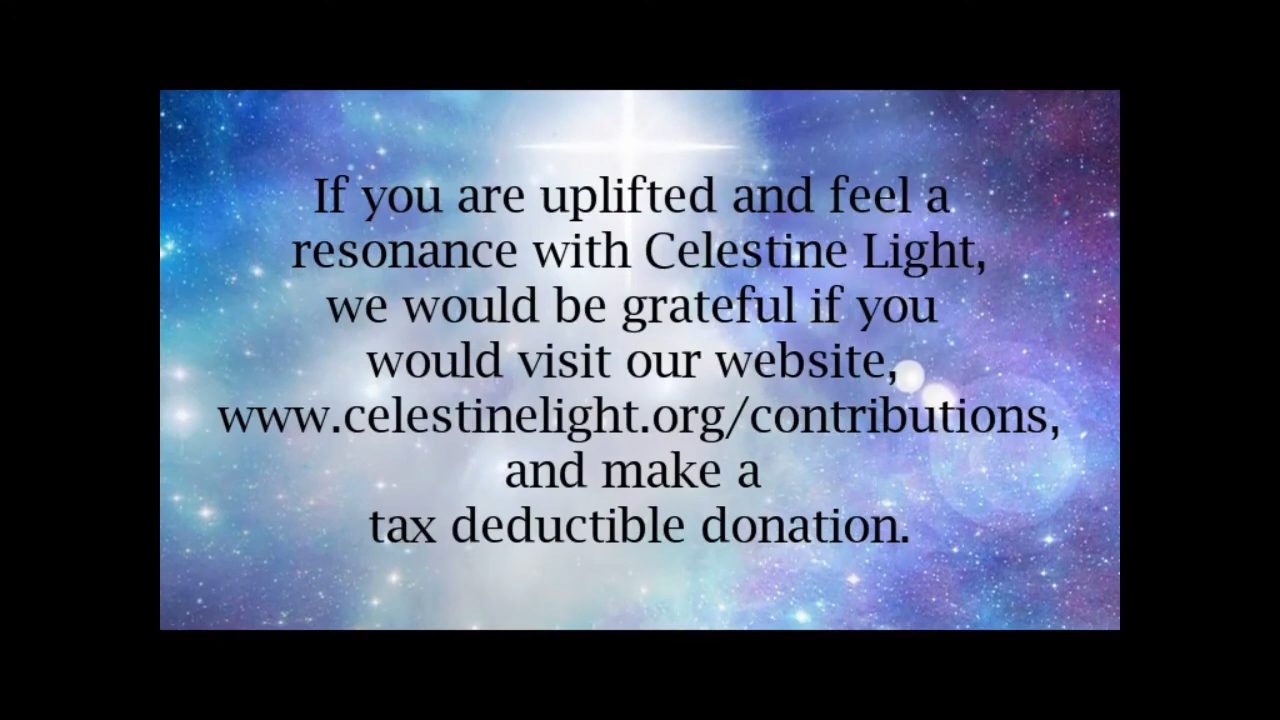 If you are uplifted and feel a
resonance with Celestine Light,
we would be grateful if you
would visit our website,
www.celestinelight.org/contributions,
and make a
tax deductible donation.